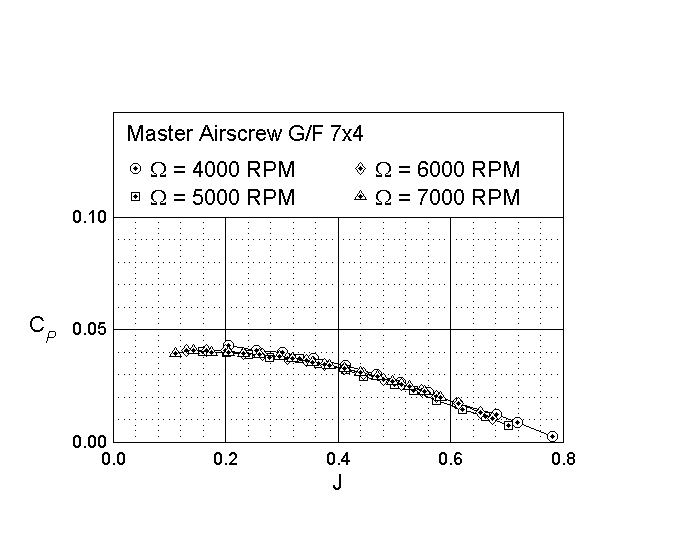 Master Airscrew G/F 7x4
Ω = 4000 RPM
Ω = 6000 RPM
Ω = 5000 RPM
Ω = 7000 RPM
0.10
C_P 0.05
0.00
0.0 0.2 0.4 0.6 0.8
J